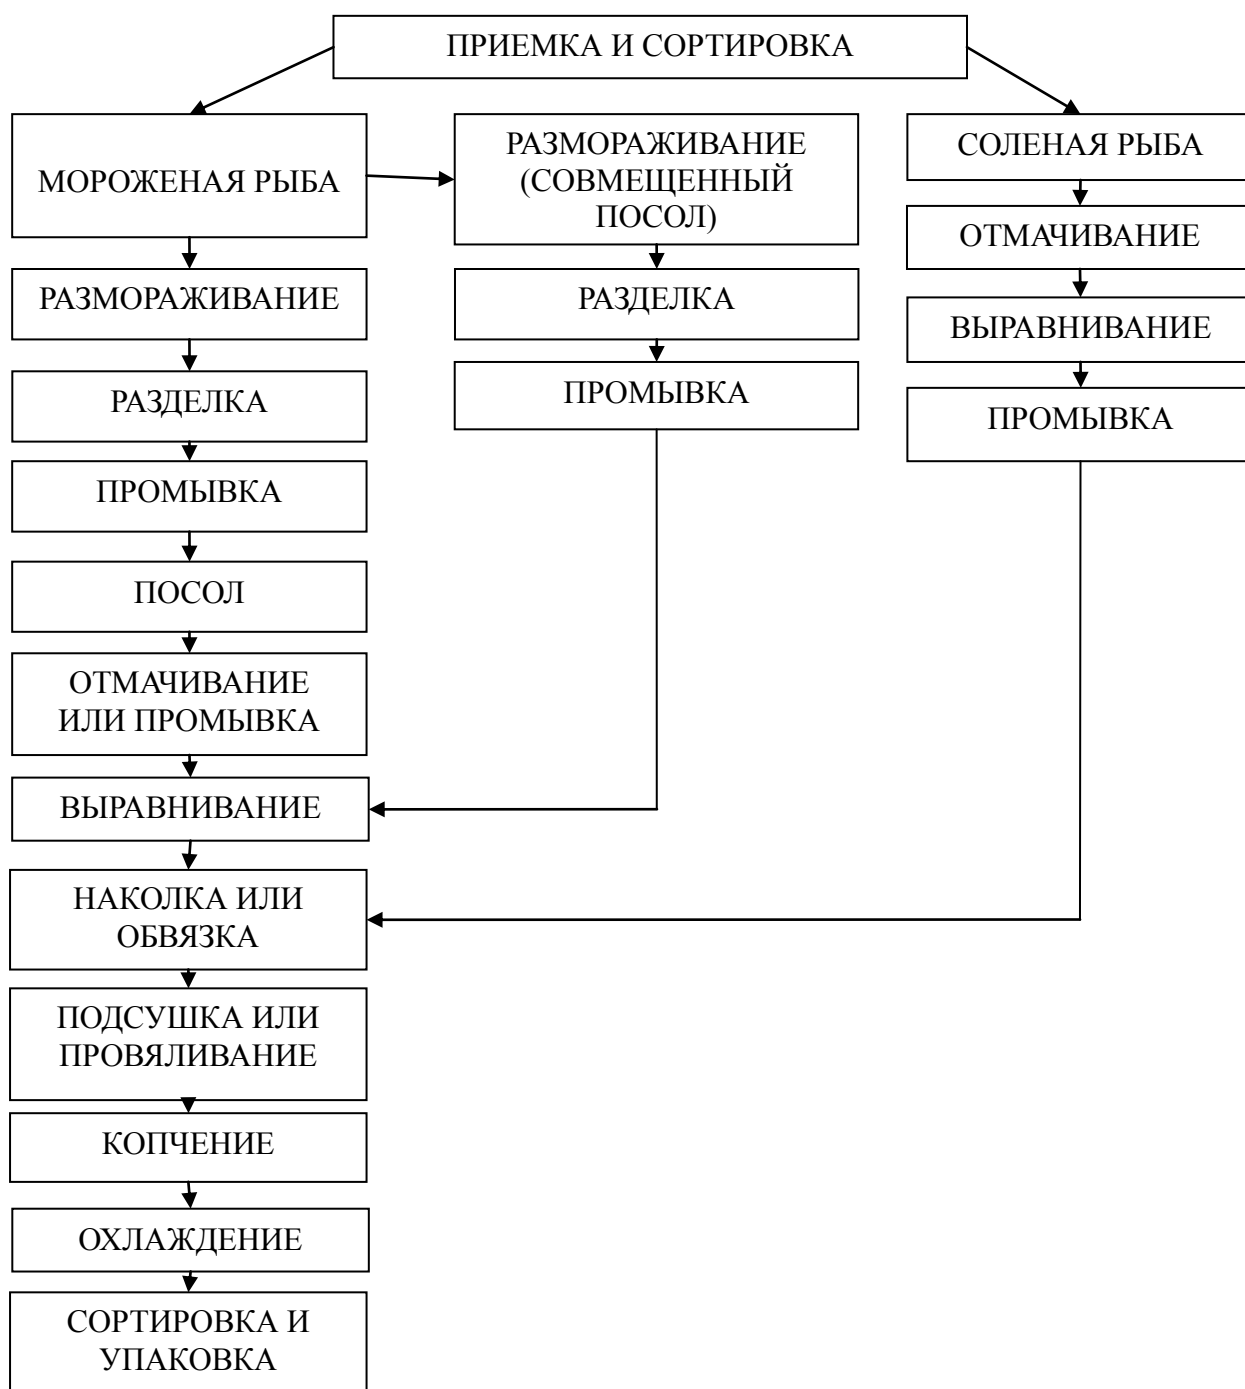 ПРИЕМКА И СОРТИРОВКА
МОРОЖЕНАЯ РЫБА
РАЗМОРАЖИВАНИЕ
РАЗДЕЛКА
ПРОМЫВКА
ПОСОЛ
ОТМАЧИВАНИЕ
ИЛИ ПРОМЫВКА
ВЫРАВНИВАНИЕ
НАКОЛКА ИЛИ
ОБВЯЗКА
ПОДСУШКА ИЛИ
ПРОВЯЛИВАНИЕ
КОПЧЕНИЕ
ОХЛАЖДЕНИЕ
СОРТИРОВКА И
УПАКОВКА
РАЗМОРАЖИВАНИЕ
(СОВМЕЩЕННЫЙ
ПОСОЛ)
РАЗДЕЛКА
ПРОМЫВКА
СОЛЕНАЯ РЫБА
ОТМАЧИВАНИЕ
ВЫРАВНИВАНИЕ
ПРОМЫВКА